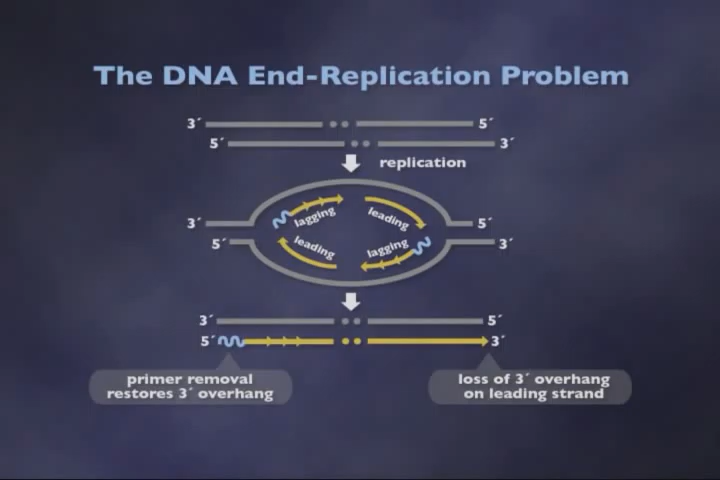 The DNA End-Replication Problem
3´ 5´
5´ 3´
replication
lagging leading
3´ 5´
5´ leading lagging 3´
3´ 5´
5´ 3´
primer removal
restores 3´ overhang
loss of 3´ overhang
on leading strand